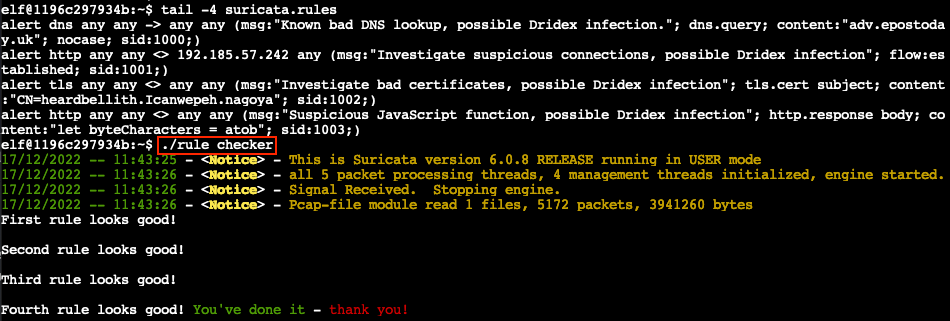 elf@1196c297934b:~$ tail -4 suricata.rules
alert dns any any -> any any (msg:"Known bad DNS lookup, possible Dridex infection."; dns.query; content:"adv.epostoda
y.uk"; nocase; sid:1000;)
alert http any any <> 192.185.57.242 any (msg:"Investigate suspicious connections, possible Dridex infection"; flow:es
tablished; sid:1001;)
alert tls any any <> any any (msg:"Investigate bad certificates, possible Dridex infection"; tls.cert subject; content
:"CN=heardbellith.Icanwepeh.nagoya"; sid:1002;)
alert http any any <> any any (msg:"Suspicious JavaScript function, possible Dridex infection"; http.response body; co
ntent:"let byteCharacters = atob"; sid:1003;)
elf@1196c297934b:~$ ./rule checker
17/12/2022 -- 11:43:25 - <Notice> - This is Suricata version 6.0.8 RELEASE running in USER mode
17/12/2022 -- 11:43:26 - <Notice> - all 5 packet processing threads, 4 management threads initialized, engine started.
17/12/2022 -- 11:43:26 - <Notice> - Signal Received.  Stopping engine.
17/12/2022 -- 11:43:26 - <Notice> - Pcap-file module read 1 files, 5172 packets, 3941260 bytes
First rule looks good!
Second rule looks good!
Third rule looks good!
Fourth rule looks good! You've done it - thank you!